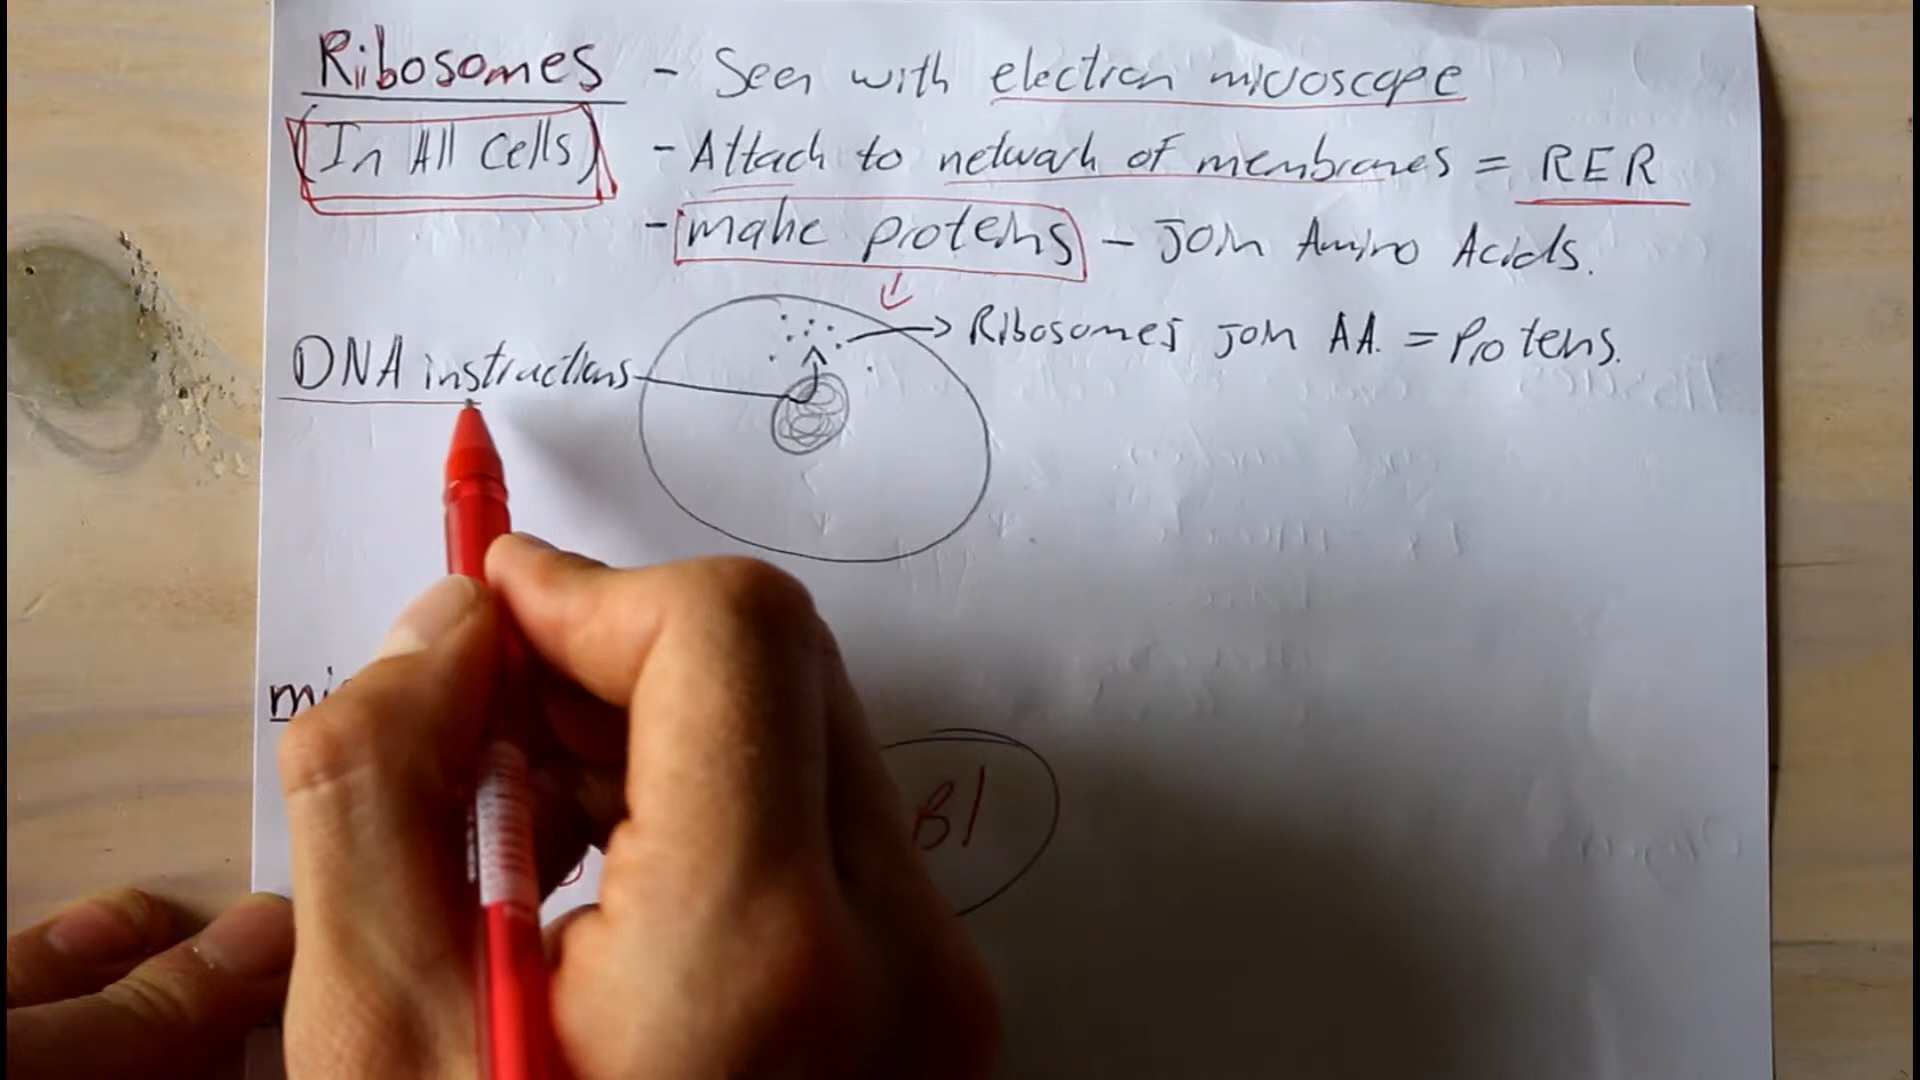 Ribosomes - Seen with electron microscope
(In All Cells) - Attach to network of membranes = RER
- make proteins - Join Amino Acids.
DNA instructions
Ribosomes join AA. = Proteins.
B1